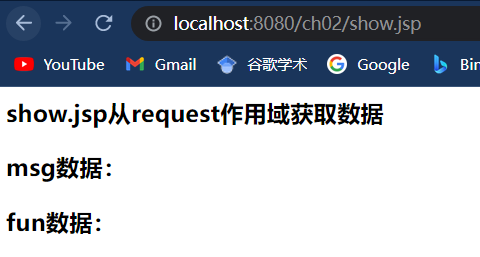 localhost:8080/ch02/show.jsp
YouTube Gmail 谷歌学术 Google Bin
show.jsp从request作用域获取数据
msg数据：
fun数据：